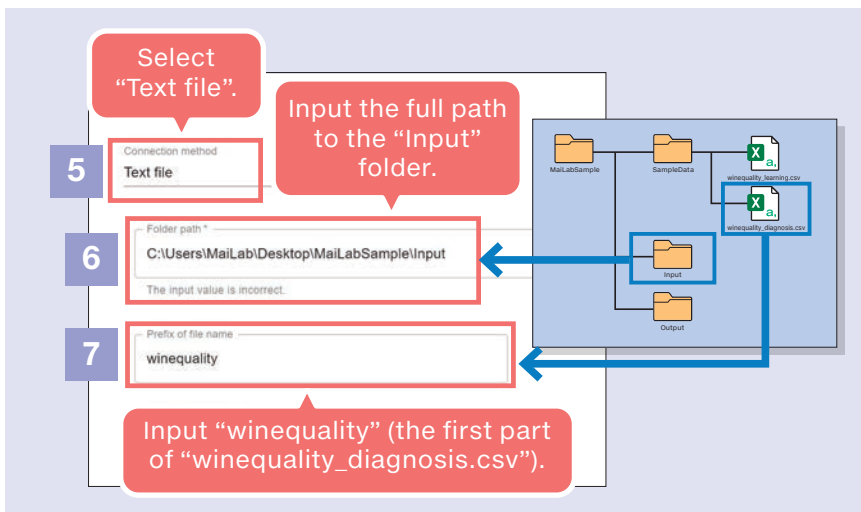 Select
“Text file”.
Input the full path
to the “Input”
folder.
5
Connection method
Text file
6
Folder path *
C:\Users\MaiLab\Desktop\MaiLabSample\Input
The input value is incorrect.
7
Prefix of file name
winequality
Input “winequality” (the first part
of “winequality_diagnosis.csv”).
MaiLabSample
SampleData
X
a,
winequality_learning.csv
X
a,
winequality_diagnosis.csv
Input
Output